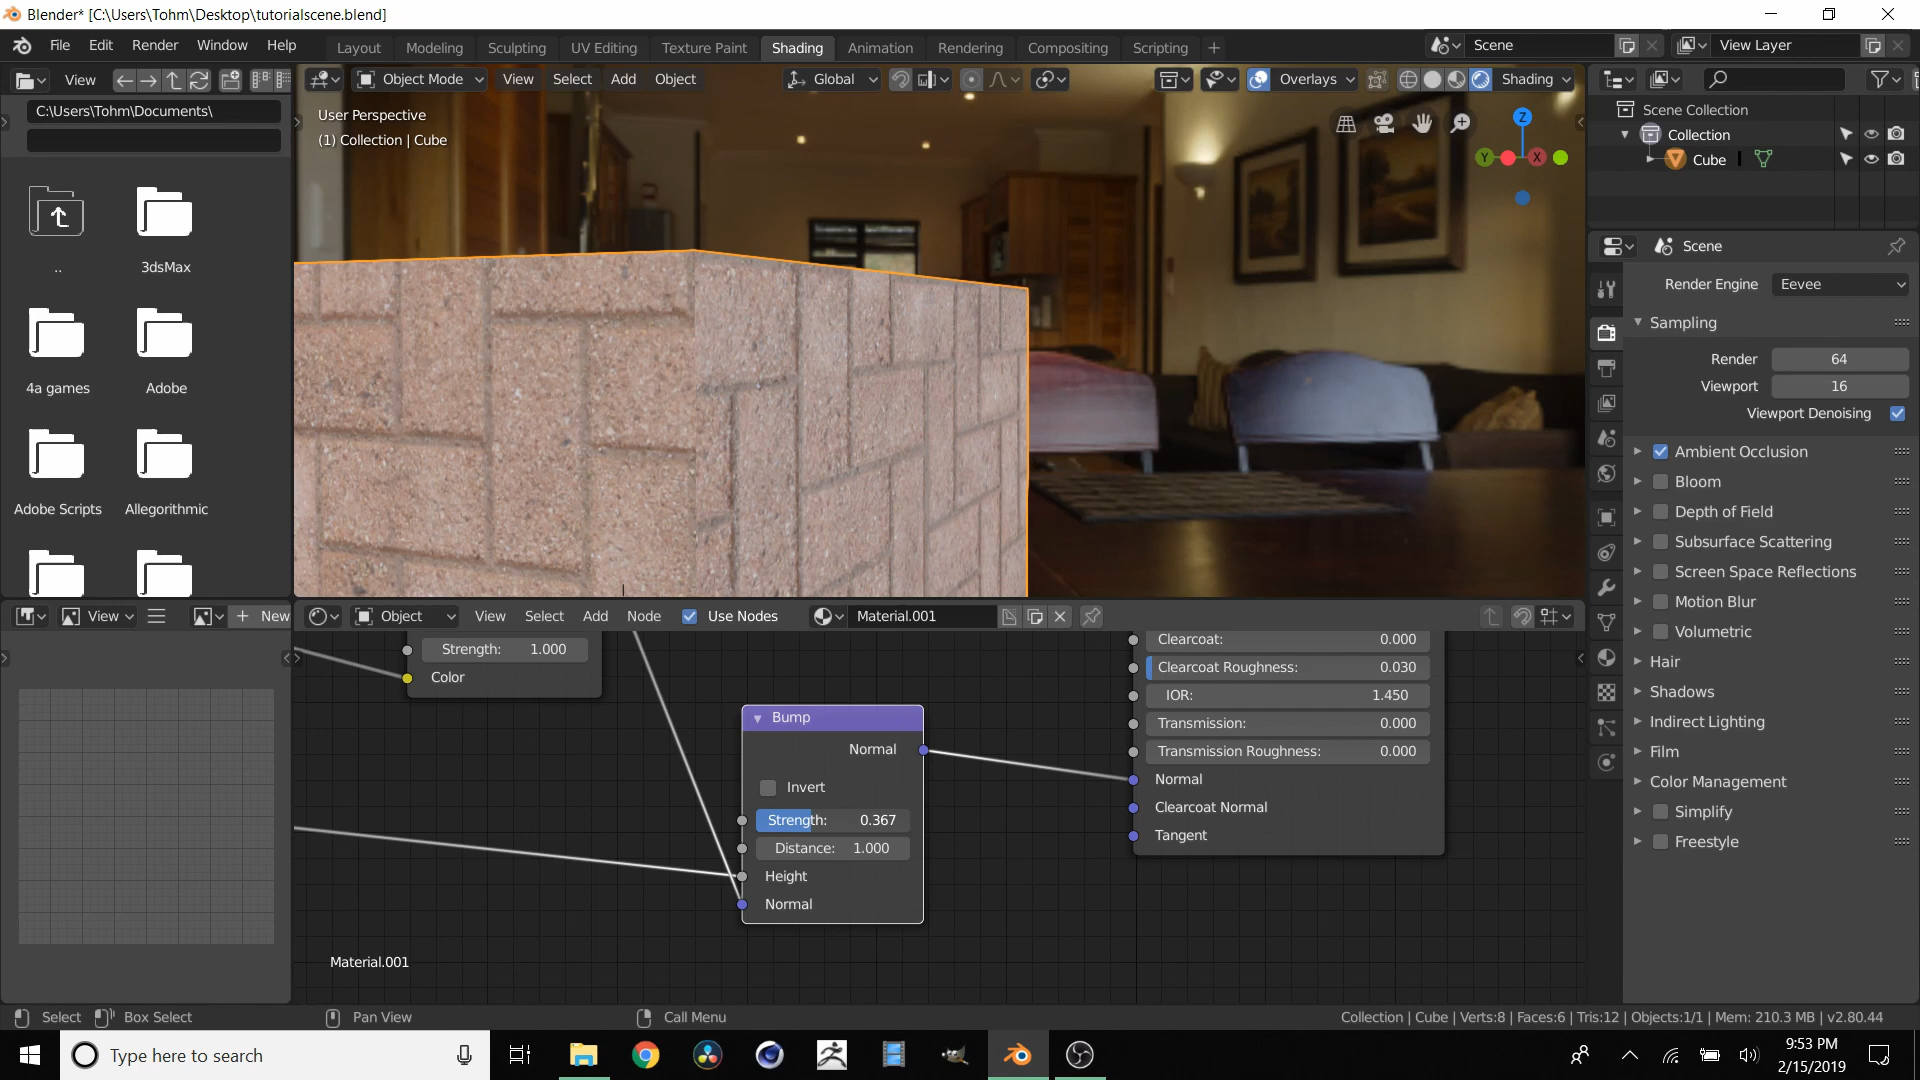 Blender* [C:\Users\Tohm\Desktop\tutorialscene.blend]
File Edit Render Window Help
Layout Modeling Sculpting UV Editing Texture Paint Shading Animation Rendering Compositing Scripting +
Scene
View Layer
View
C:\Users\Tohm\Documents\
..
3dsMax
4a games
Adobe
Adobe Scripts
Allegorithmic
Object Mode View Select Add Object
Global
Overlays
Shading
User Perspective
(1) Collection | Cube
Z
Y
X
Scene Collection
Collection
Cube
Scene
Render Engine Eevee
Sampling
Render 64
Viewport 16
Viewport Denoising
Ambient Occlusion
Bloom
Depth of Field
Subsurface Scattering
Screen Space Reflections
Motion Blur
Volumetric
Hair
Shadows
Indirect Lighting
Film
Color Management
Simplify
Freestyle
View
+ New
Object View Select Add Node Use Nodes
Material.001
Strength: 1.000
Color
Bump
Normal
Invert
Strength: 0.367
Distance: 1.000
Height
Normal
Clearcoat: 0.000
Clearcoat Roughness: 0.030
IOR: 1.450
Transmission: 0.000
Transmission Roughness: 0.000
Normal
Clearcoat Normal
Tangent
Material.001
Select
Box Select
Pan View
Call Menu
Collection | Cube | Verts:8 | Faces:6 | Tris:12 | Objects:1/1 | Mem: 210.3 MB | v2.80.44
Type here to search
9:53 PM
2/15/2019